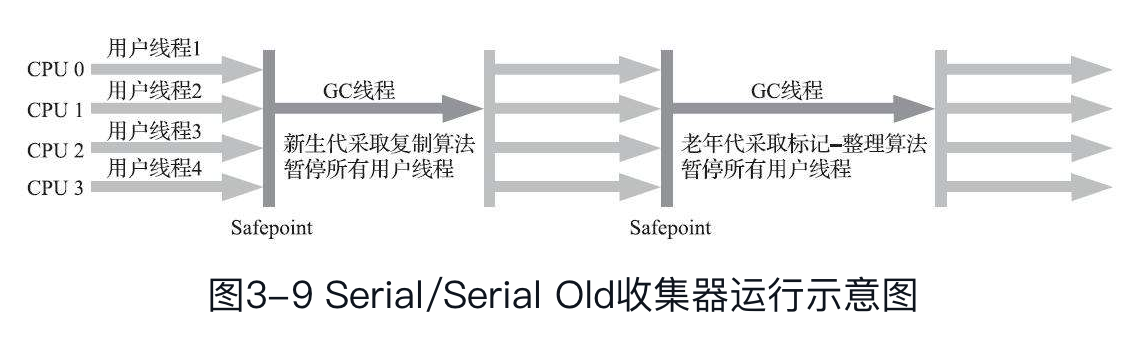 用户线程1
CPU 0
用户线程2
CPU 1
用户线程3
CPU 2
用户线程4
CPU 3
GC线程
新生代采取复制算法
暂停所有用户线程
Safepoint
GC线程
老年代采取标记-整理算法
暂停所有用户线程
Safepoint
图3-9 Serial/Serial Old收集器运行示意图